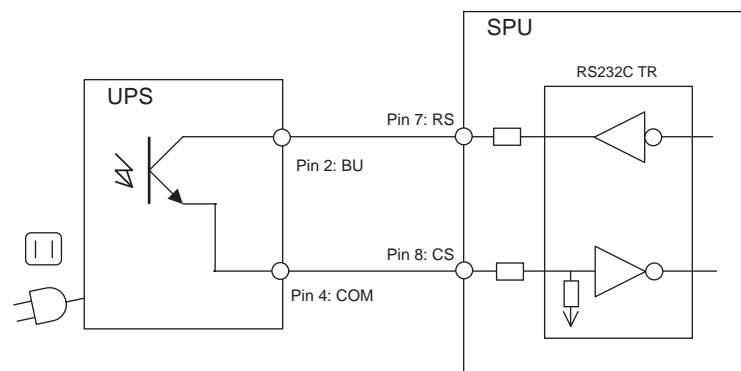 SPU
RS232C TR
UPS
Pin 7: RS
Pin 2: BU
Pin 8: CS
Pin 4: COM